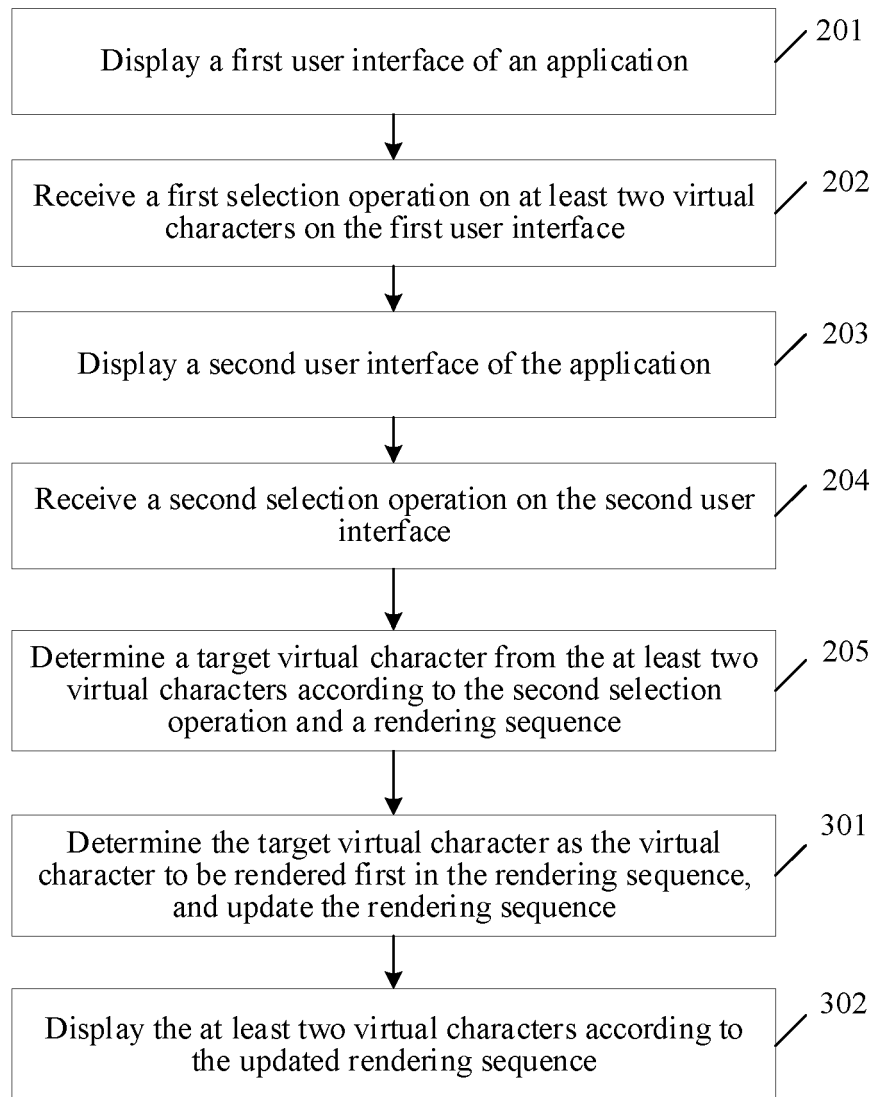 201
Display a first user interface of an application
202
Receive a first selection operation on at least two virtual
characters on the first user interface
203
Display a second user interface of the application
204
Receive a second selection operation on the second user
interface
205
Determine a target virtual character from the at least two
virtual characters according to the second selection
operation and a rendering sequence
301
Determine the target virtual character as the virtual
character to be rendered first in the rendering sequence,
and update the rendering sequence
302
Display the at least two virtual characters according to
the updated rendering sequence